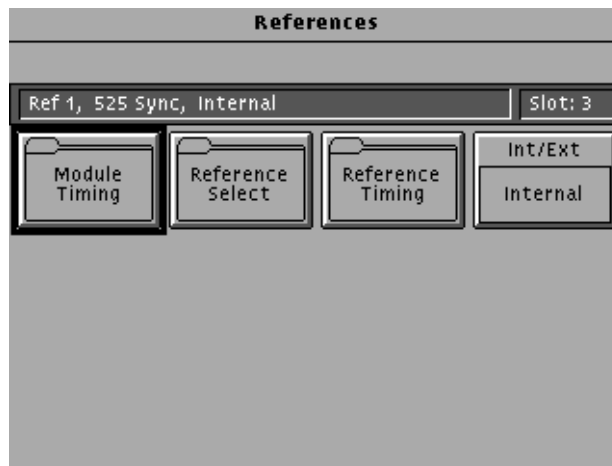 References
Ref 1, 525 Sync, Internal
Slot: 3
Module
Timing
Reference
Select
Reference
Timing
Int/Ext
Internal